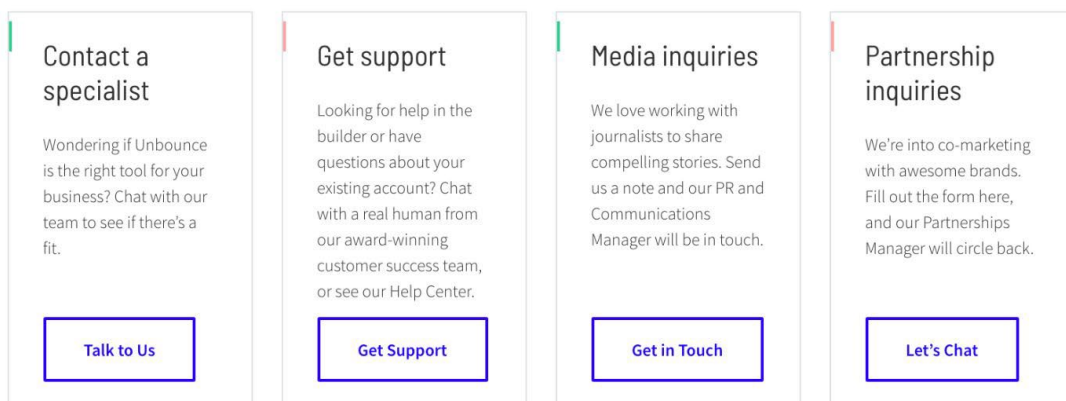 Contact a
specialist
Wondering if Unbounce
is the right tool for your
business? Chat with our
team to see if there’s a
fit.
Talk to Us
Get support
Looking for help in the
builder or have
questions about your
existing account? Chat
with a real human from
our award-winning
customer success team,
or see our Help Center.
Get Support
Media inquiries
We love working with
journalists to share
compelling stories. Send
us a note and our PR and
Communications
Manager will be in touch.
Get in Touch
Partnership
inquiries
We’re into co-marketing
with awesome brands.
Fill out the form here,
and our Partnerships
Manager will circle back.
Let’s Chat